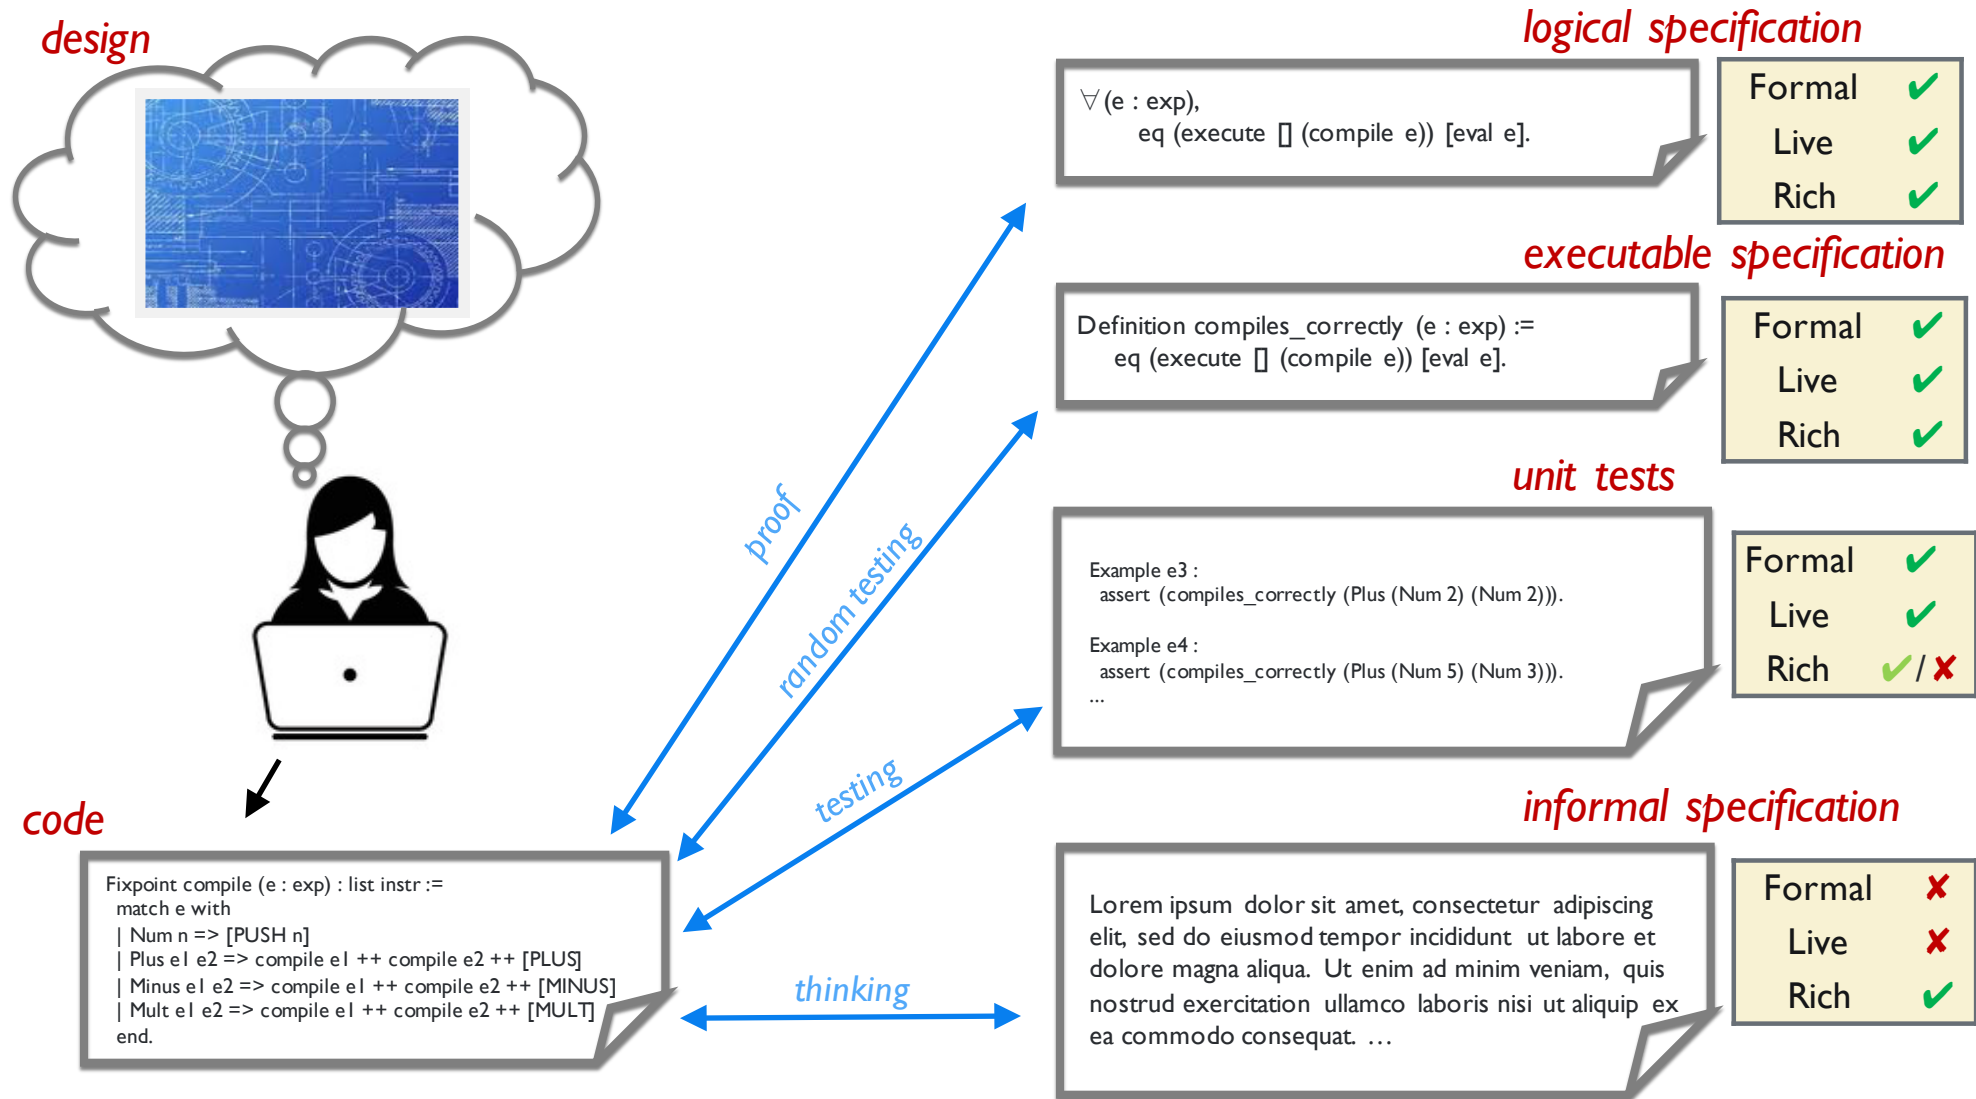 design
logical specification
∀ (e : exp),
eq (execute [] (compile e)) [eval e].
Formal ✔
Live ✔
Rich ✔
executable specification
Definition compiles_correctly (e : exp) :=
eq (execute [] (compile e)) [eval e].
Formal ✔
Live ✔
Rich ✔
unit tests
Example e3 :
assert (compiles_correctly (Plus (Num 2) (Num 2))).
Example e4 :
assert (compiles_correctly (Plus (Num 5) (Num 3))).
...
Formal ✔
Live ✔
Rich ✔/✘
informal specification
Lorem ipsum dolor sit amet, consectetur adipiscing
elit, sed do eiusmod tempor incididunt ut labore et
dolore magna aliqua. Ut enim ad minim veniam, quis
nostrud exercitation ullamco laboris nisi ut aliquip ex
ea commodo consequat. …
Formal ✘
Live ✘
Rich ✔
proof
random testing
testing
thinking
code
Fixpoint compile (e : exp) : list instr :=
match e with
| Num n => [PUSH n]
| Plus e1 e2 => compile e1 ++ compile e2 ++ [PLUS]
| Minus e1 e2 => compile e1 ++ compile e2 ++ [MINUS]
| Mult e1 e2 => compile e1 ++ compile e2 ++ [MULT]
end.